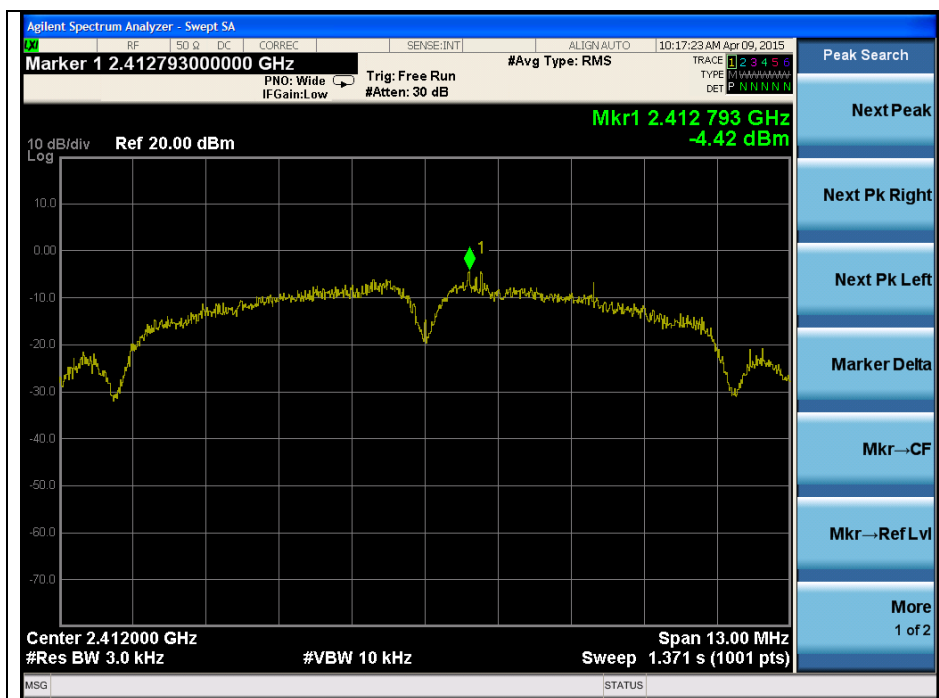 Agilent Spectrum Analyzer - Swept SA
LXI RF 50 Ω DC CORREC SENSE:INT ALIGN AUTO 10:17:23 AM Apr 09, 2015
Marker 1 2.412793000000 GHz
#Avg Type: RMS
TRACE 1 2 3 4 5 6
PNO: Wide
Trig: Free Run
TYPE M
IFGain:Low
#Atten: 30 dB
DET P N N N N N
Mkr1 2.412 793 GHz
-4.42 dBm
10 dB/div
Ref 20.00 dBm
Log
10.0
0.00
1
-10.0
-20.0
-30.0
-40.0
-50.0
-60.0
-70.0
Center 2.412000 GHz
Span 13.00 MHz
#Res BW 3.0 kHz
#VBW 10 kHz
Sweep 1.371 s (1001 pts)
MSG
STATUS
Peak Search
Next Peak
Next Pk Right
Next Pk Left
Marker Delta
Mkr→CF
Mkr→Ref Lvl
More
1 of 2